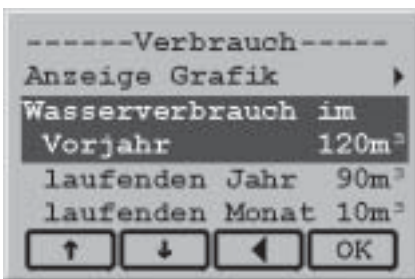 ------Verbrauch-----
Anzeige Grafik
Wasserverbrauch im
Vorjahr 120m³
laufenden Jahr 90m³
laufenden Monat 10m³
OK